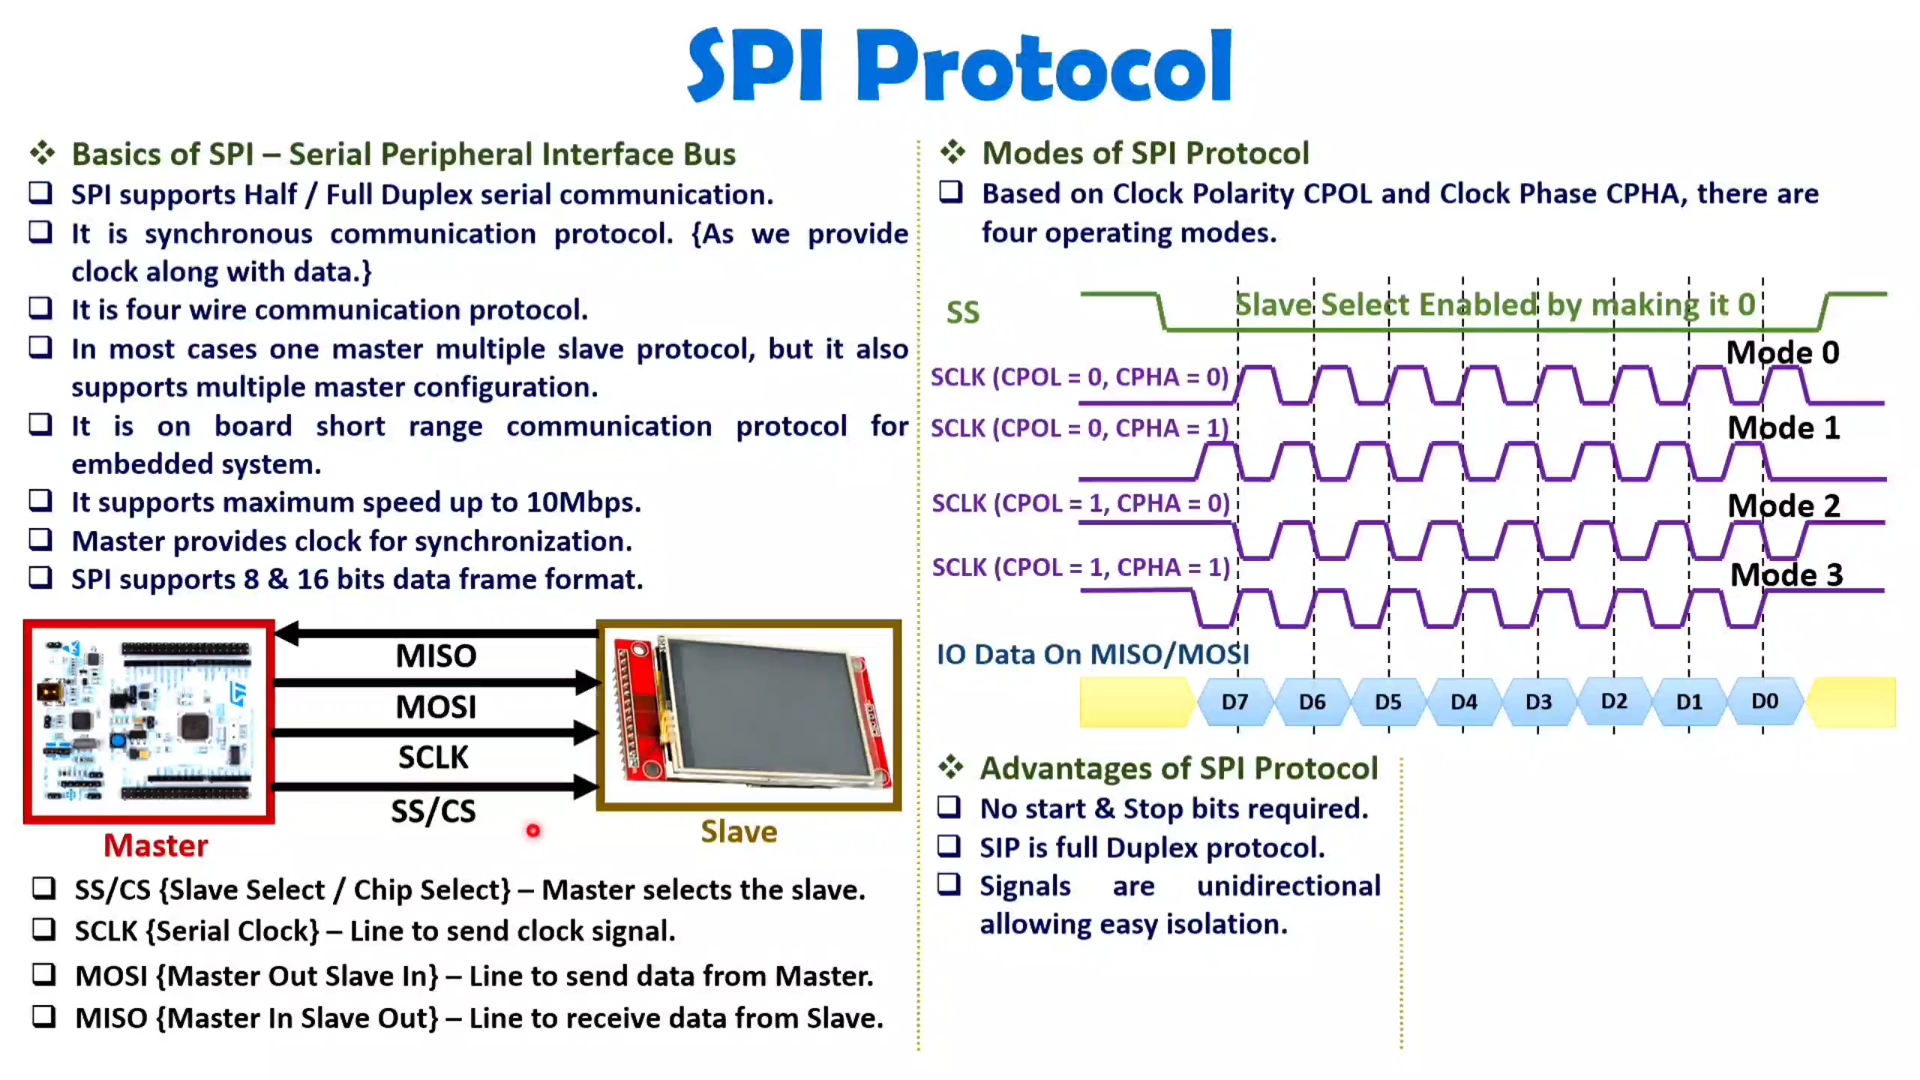 SPI Protocol
Basics of SPI – Serial Peripheral Interface Bus
SPI supports Half / Full Duplex serial communication.
It is synchronous communication protocol. {As we provide
clock along with data.}
It is four wire communication protocol.
In most cases one master multiple slave protocol, but it also
supports multiple master configuration.
It is on board short range communication protocol for
embedded system.
It supports maximum speed up to 10Mbps.
Master provides clock for synchronization.
SPI supports 8 & 16 bits data frame format.
MISO
MOSI
SCLK
SS/CS
Master
Slave
SS/CS {Slave Select / Chip Select} – Master selects the slave.
SCLK {Serial Clock} – Line to send clock signal.
MOSI {Master Out Slave In} – Line to send data from Master.
MISO {Master In Slave Out} – Line to receive data from Slave.
Modes of SPI Protocol
Based on Clock Polarity CPOL and Clock Phase CPHA, there are
four operating modes.
SS
Slave Select Enabled by making it 0
Mode 0
SCLK (CPOL = 0, CPHA = 0)
SCLK (CPOL = 0, CPHA = 1)
Mode 1
SCLK (CPOL = 1, CPHA = 0)
Mode 2
SCLK (CPOL = 1, CPHA = 1)
Mode 3
IO Data On MISO/MOSI
D7 D6 D5 D4 D3 D2 D1 D0
Advantages of SPI Protocol
No start & Stop bits required.
SIP is full Duplex protocol.
Signals are unidirectional
allowing easy isolation.